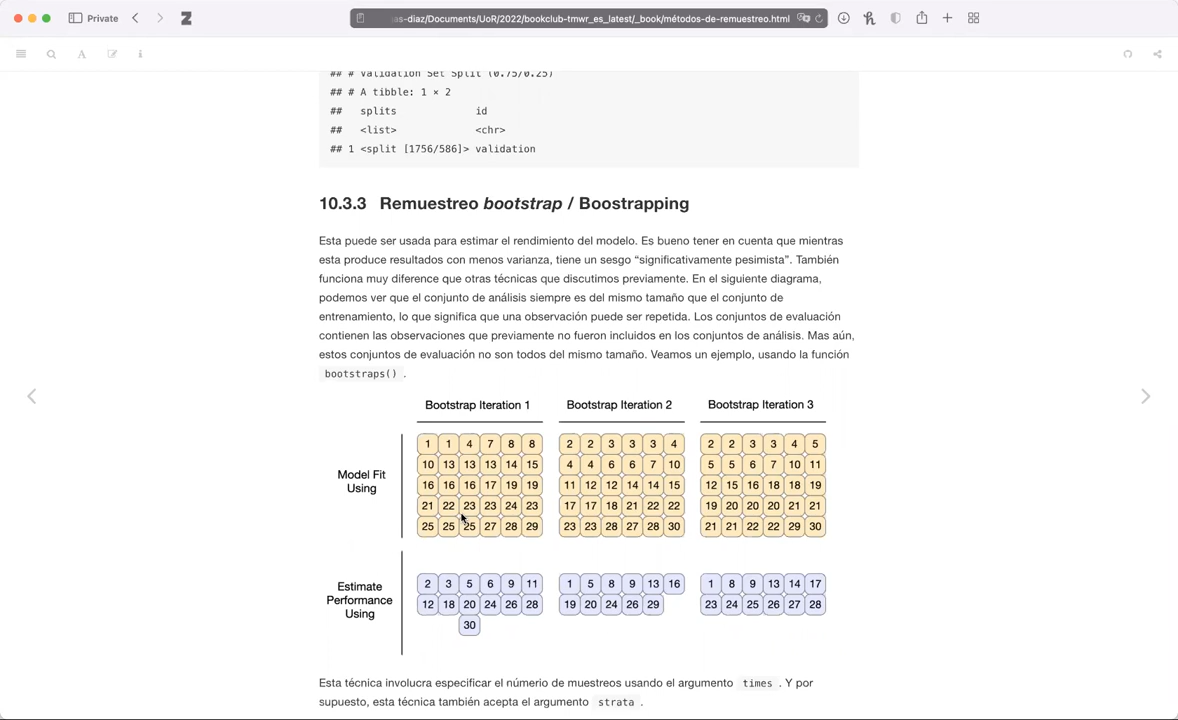 Private
as-diaz/Documents/UoR/2022/bookclub-tmwr_es_latest/_book/métodos-de-remuestreo.html
## # Validation Set Split (0.75/0.25)
## # A tibble: 1 × 2
## splits id
## <list> <chr>
## 1 <split [1756/586]> validation
10.3.3 Remuestreo bootstrap / Boostrapping
Esta puede ser usada para estimar el rendimiento del modelo. Es bueno tener en cuenta que mientras
esta produce resultados con menos varianza, tiene un sesgo “significativamente pesimista”. También
funciona muy diference que otras técnicas que discutimos previamente. En el siguiente diagrama,
podemos ver que el conjunto de análisis siempre es del mismo tamaño que el conjunto de
entrenamiento, lo que significa que una observación puede ser repetida. Los conjuntos de evaluación
contienen las observaciones que previamente no fueron incluidos en los conjuntos de análisis. Mas aún,
estos conjuntos de evaluación no son todos del mismo tamaño. Veamos un ejemplo, usando la función
bootstraps() .
Bootstrap Iteration 1 Bootstrap Iteration 2 Bootstrap Iteration 3
Model Fit
Using
1 1 4 7 8 8 2 2 3 3 3 4 2 2 3 3 4 5
10 13 13 13 14 15 4 4 6 6 7 10 5 5 6 7 10 11
16 16 16 17 19 19 11 12 12 14 14 15 12 15 16 18 18 19
21 22 23 23 24 23 17 17 18 21 22 22 19 20 20 20 21 21
25 25 25 27 28 29 23 23 28 27 28 30 21 21 22 22 29 30
Estimate
Performance
Using
2 3 5 6 9 11 1 5 8 9 13 16 1 8 9 13 14 17
12 18 20 24 26 28 19 20 24 26 29 23 24 25 26 27 28
30
Esta técnica involucra especificar el númerio de muestreos usando el argumento times . Y por
supuesto, esta técnica también acepta el argumento strata .